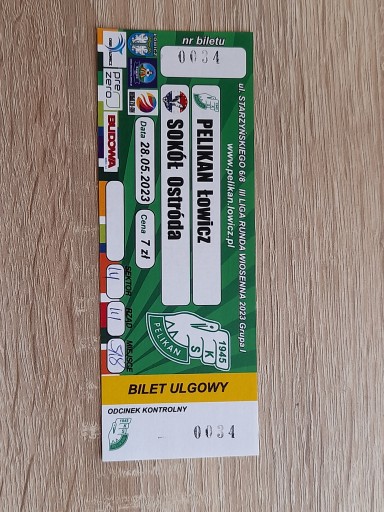 nr biletu
0034
ul. STARZYŃSKIEGO 6/8 III LIGA RUNDA WIOSENNA 2023 Grupa I
www.pelikan.lowicz.pl
PELIKAN Łowicz
SOKÓŁ Ostróda
Data 28.05.2023
Cena 7 zł
pre
zero
BUDOWA
SEKTOR
RZĄD
MIEJSCE
III
1945
KS
PELIKAN
BILET ULGOWY
ODCINEK KONTROLNY
0034